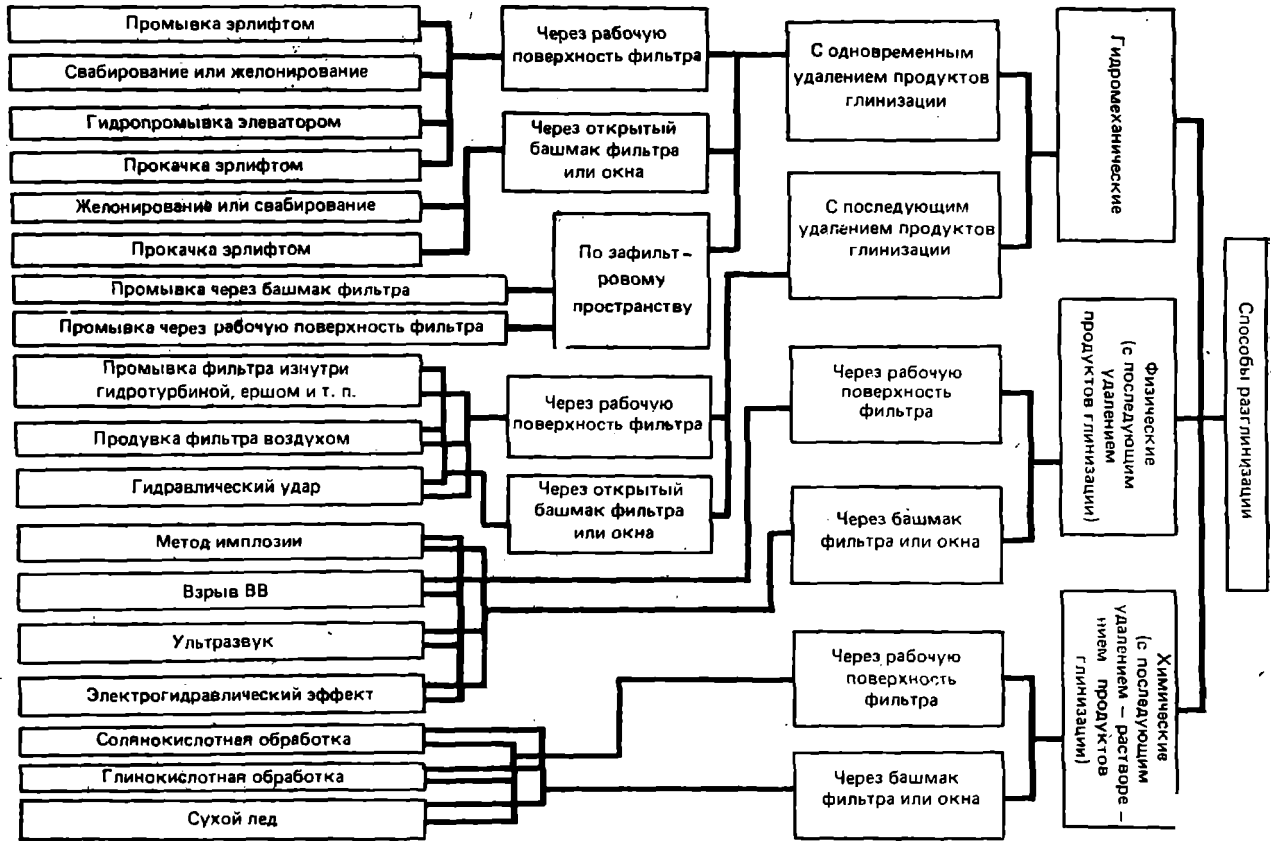 Промывка эрлифтом
Свабирование или желонирование
Гидропромывка элеватором
Прокачка эрлифтом
Желонирование или свабирование
Прокачка эрлифтом
Промывка через башмак фильтра
Промывка через рабочую поверхность фильтра
Промывка фильтра изнутри
гидротурбиной, ершом и т. п.
Продувка фильтра воздухом
Гидравлический удар
Метод имплозии
Взрыв ВВ
Ультразвук
Электрогидравлический эффект
Солянокислотная обработка
Глинокислотная обработка
Сухой лед
Через рабочую
поверхность фильтра
Через открытый
башмак фильтра
или окна
По зафильт–
ровому
пространству
Через рабочую
поверхность фильтра
Через открытый
башмак фильтра
или окна
С одновременным
удалением продуктов
глинизации
С последующим
удалением продуктов
глинизации
Через рабочую
поверхность
фильтра
Через башмак
фильтра или окна
Через рабочую
поверхность
фильтра
Через башмак
фильтра или окна
Гидромеханические
Физические
(с последующим
удалением
продуктов глинизации)
Химические
(с последующим
удалением – растворе –
нием продуктов
глинизации)
Способы разглинизации